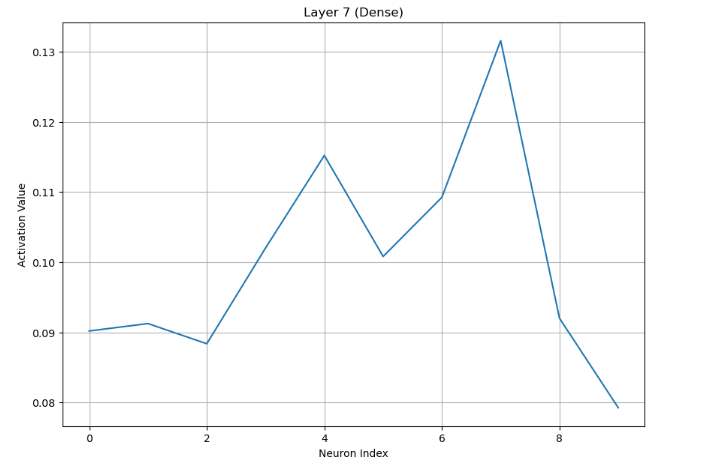 Layer 7 (Dense)
0.13
0.12
0.11
0.10
0.09
0.08
Activation Value
0 2 4 6 8
Neuron Index